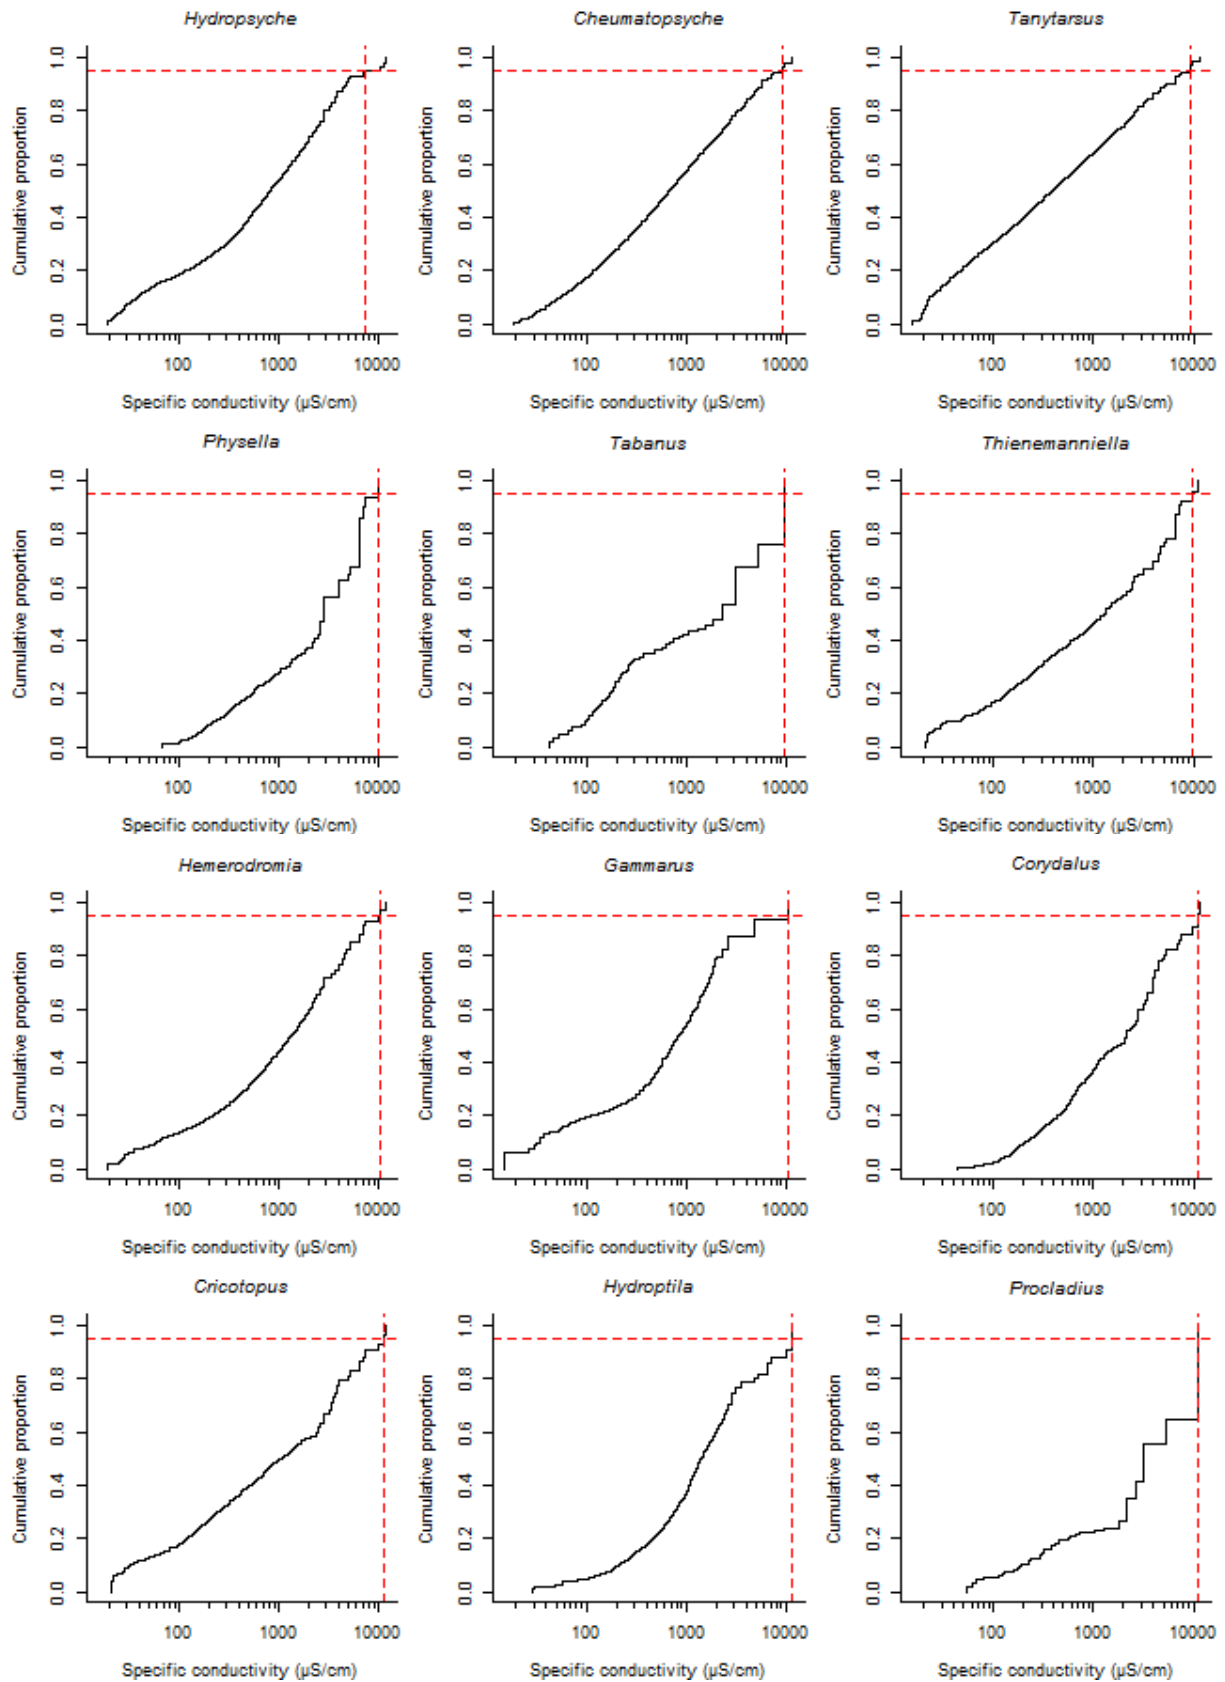 Hydropsyche Cheumatopsyche Tanytarsus
Cumulative proportion Cumulative proportion Cumulative proportion
0.0 0.2 0.4 0.6 0.8 1.0 0.0 0.2 0.4 0.6 0.8 1.0 0.0 0.2 0.4 0.6 0.8 1.0
100 1000 10000 100 1000 10000 100 1000 10000
Specific conductivity (µS/cm) Specific conductivity (µS/cm) Specific conductivity (µS/cm)
Physella Tabanus Thienemanniella
Cumulative proportion Cumulative proportion Cumulative proportion
0.0 0.2 0.4 0.6 0.8 1.0 0.0 0.2 0.4 0.6 0.8 1.0 0.0 0.2 0.4 0.6 0.8 1.0
100 1000 10000 100 1000 10000 100 1000 10000
Specific conductivity (µS/cm) Specific conductivity (µS/cm) Specific conductivity (µS/cm)
Hemerodromia Gammarus Corydalus
Cumulative proportion Cumulative proportion Cumulative proportion
0.0 0.2 0.4 0.6 0.8 1.0 0.0 0.2 0.4 0.6 0.8 1.0 0.0 0.2 0.4 0.6 0.8 1.0
100 1000 10000 100 1000 10000 100 1000 10000
Specific conductivity (µS/cm) Specific conductivity (µS/cm) Specific conductivity (µS/cm)
Cricotopus Hydroptila Procladius
Cumulative proportion Cumulative proportion Cumulative proportion
0.0 0.2 0.4 0.6 0.8 1.0 0.0 0.2 0.4 0.6 0.8 1.0 0.0 0.2 0.4 0.6 0.8 1.0
100 1000 10000 100 1000 10000 100 1000 10000
Specific conductivity (µS/cm) Specific conductivity (µS/cm) Specific conductivity (µS/cm)